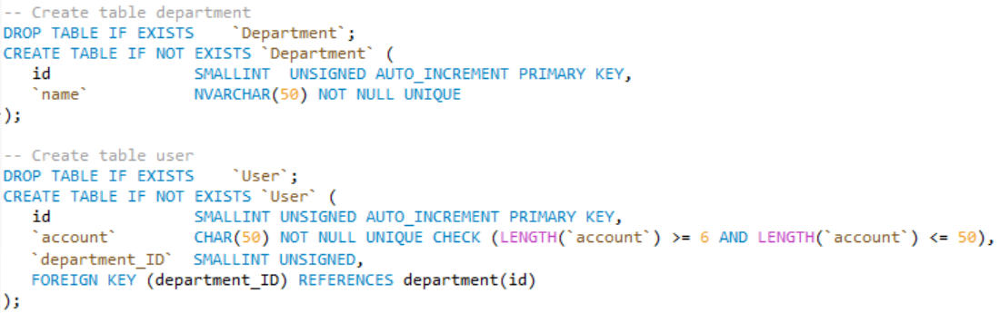 -- Create table department
DROP TABLE IF EXISTS    `Department`;
CREATE TABLE IF NOT EXISTS `Department` (
    id                SMALLINT  UNSIGNED AUTO_INCREMENT PRIMARY KEY,
    `name`            NVARCHAR(50) NOT NULL UNIQUE
);

-- Create table user
DROP TABLE IF EXISTS    `User`;
CREATE TABLE IF NOT EXISTS `User` (
    id                SMALLINT UNSIGNED AUTO_INCREMENT PRIMARY KEY,
    `account`         CHAR(50) NOT NULL UNIQUE CHECK (LENGTH(`account`) >= 6 AND LENGTH(`account`) <= 50),
    `department_ID`   SMALLINT UNSIGNED,
    FOREIGN KEY (department_ID) REFERENCES department(id)
);